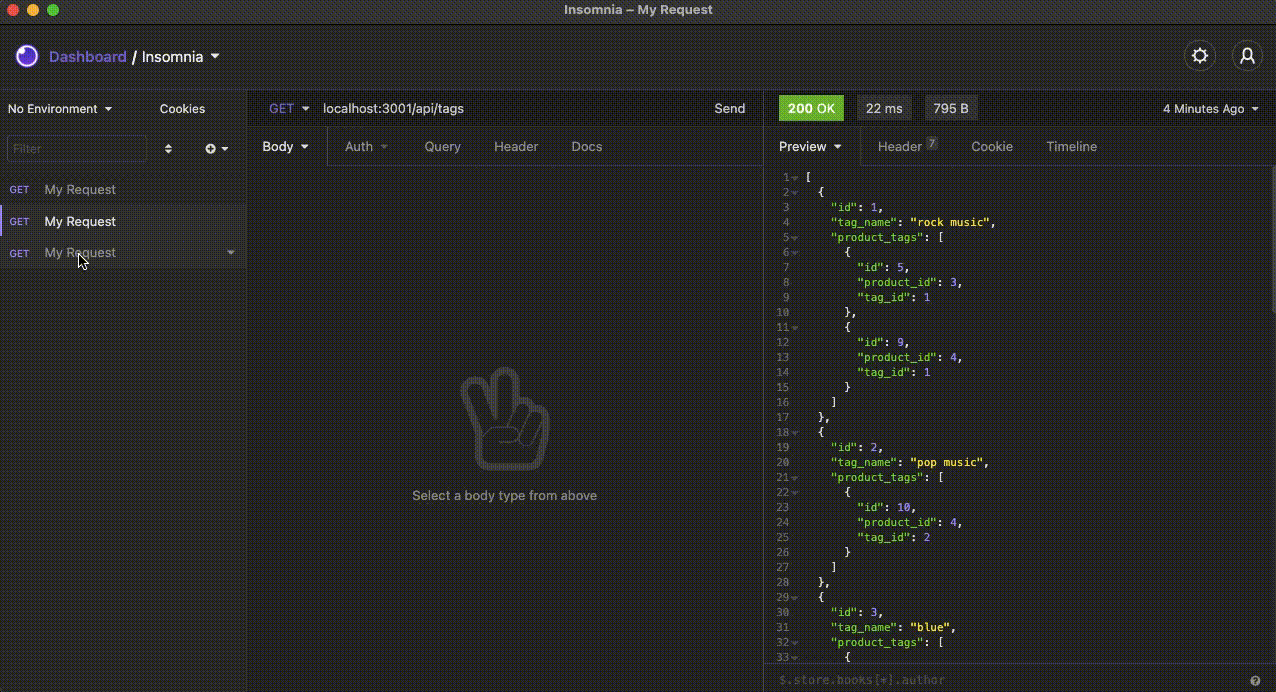 Insomnia – My Request
Dashboard / Insomnia
No Environment
Cookies
GET
localhost:3001/api/tags
Send
200 OK
22 ms
795 B
4 Minutes Ago
Filter
Body
Auth
Query
Header
Docs
Preview
Header 7
Cookie
Timeline
GET My Request
GET My Request
GET My Request
Select a body type from above
1 [
2 {
3 "id": 1,
4 "tag_name": "rock music",
5 "product_tags": [
6 {
7 "id": 5,
8 "product_id": 3,
9 "tag_id": 1
10 },
11 {
12 "id": 9,
13 "product_id": 4,
14 "tag_id": 1
15 }
16 ]
17 },
18 {
19 "id": 2,
20 "tag_name": "pop music",
21 "product_tags": [
22 {
23 "id": 10,
24 "product_id": 4,
25 "tag_id": 2
26 }
27 ]
28 },
29 {
30 "id": 3,
31 "tag_name": "blue",
32 "product_tags": [
33 {
$.store.books[*].author